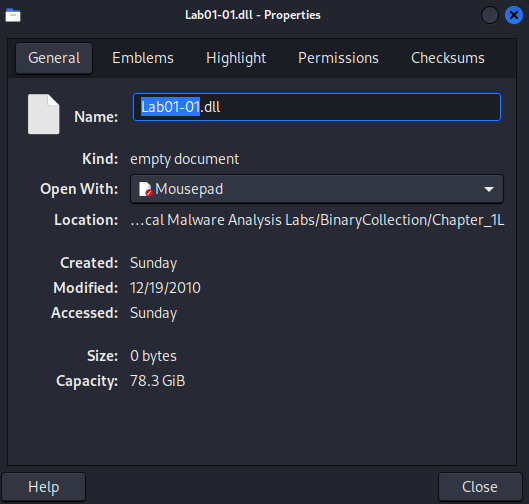 Lab01-01.dll - Properties
General Emblems Highlight Permissions Checksums
Name: Lab01-01.dll
Kind: empty document
Open With: Mousepad
Location: ...cal Malware Analysis Labs/BinaryCollection/Chapter_1L
Created: Sunday
Modified: 12/19/2010
Accessed: Sunday
Size: 0 bytes
Capacity: 78.3 GiB
Help Close